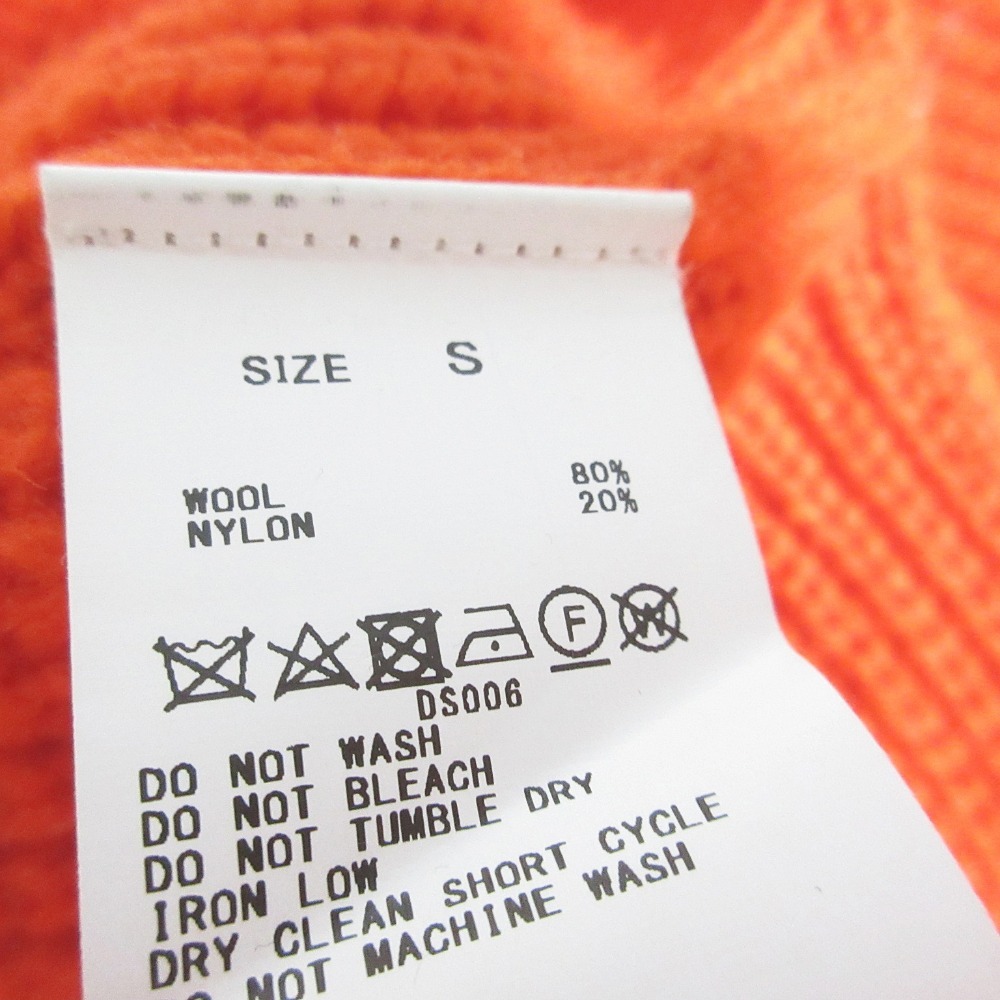 SIZE S
WOOL 80%
NYLON 20%
F W
DS006
DO NOT WASH
DO NOT BLEACH
DO NOT TUMBLE DRY
IRON LOW
DRY CLEAN SHORT CYCLE
NOT MACHINE WASH